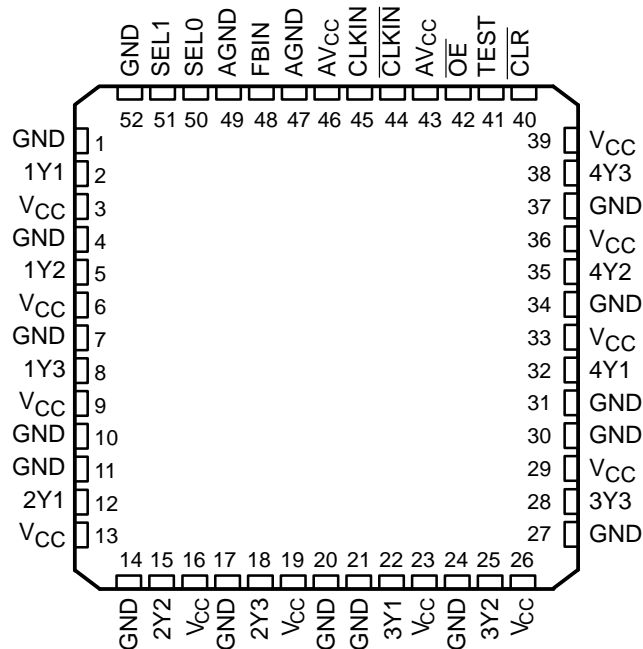 GND
SEL1
SEL0
AGND
FBIN
AGND
AVCC
CLKIN
C̅L̅K̅I̅N̅
AVCC
O̅E̅
TEST
C̅L̅R̅
52 51 50 49 48 47 46 45 44 43 42 41 40
GND 1
1Y1 2
VCC 3
GND 4
1Y2 5
VCC 6
GND 7
1Y3 8
VCC 9
GND 10
GND 11
2Y1 12
VCC 13
39 VCC
38 4Y3
37 GND
36 VCC
35 4Y2
34 GND
33 VCC
32 4Y1
31 GND
30 GND
29 VCC
28 3Y3
27 GND
14 15 16 17 18 19 20 21 22 23 24 25 26
GND
2Y2
VCC
GND
2Y3
VCC
GND
GND
3Y1
VCC
GND
3Y2
VCC